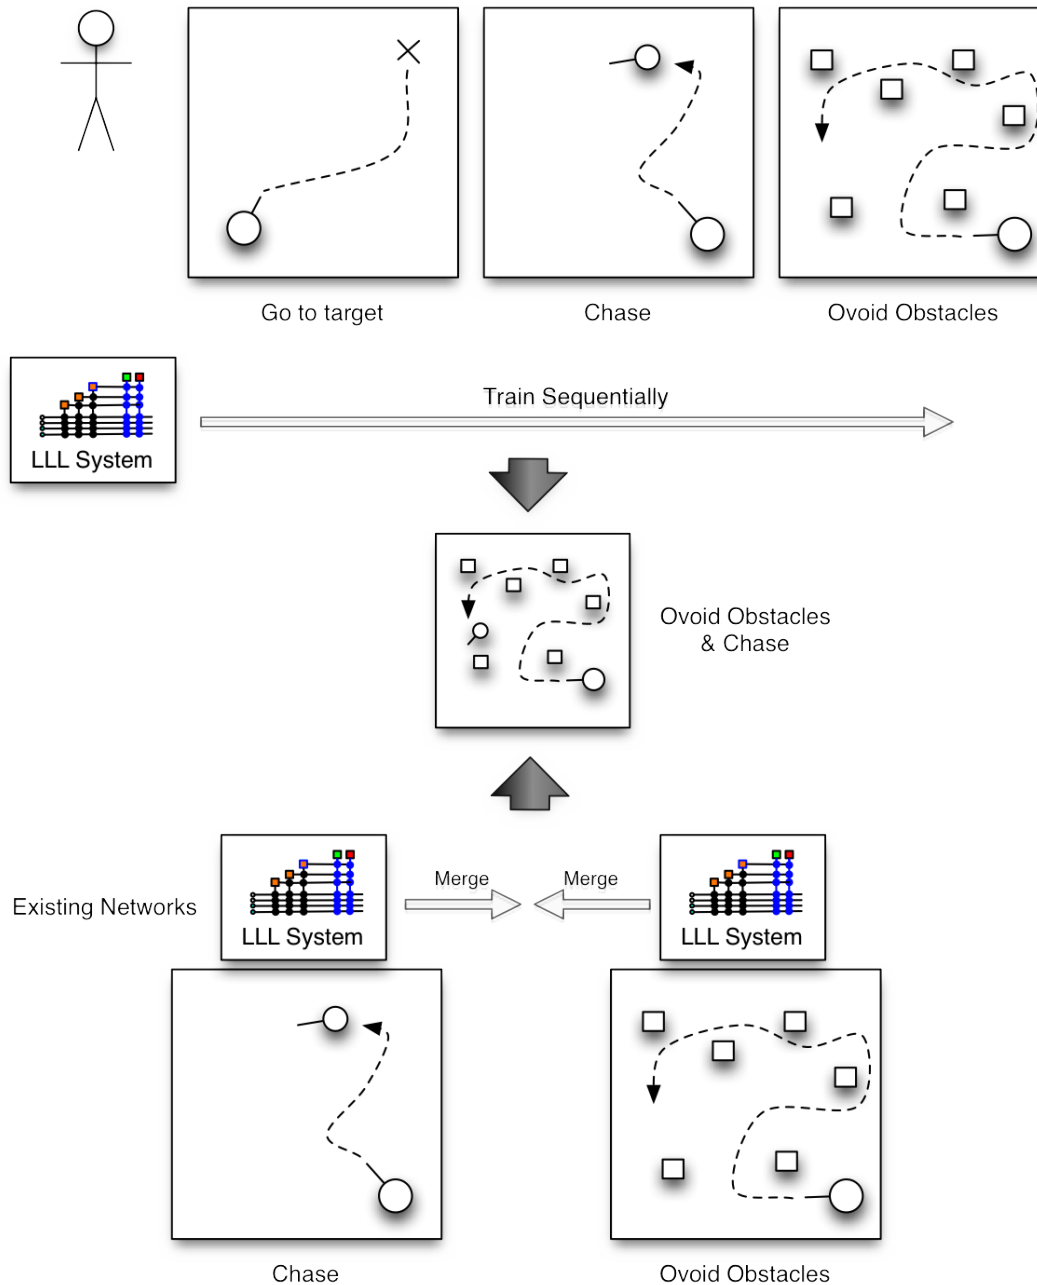 Go to target
Chase
Ovoid Obstacles
Train Sequentially
LLL System
Ovoid Obstacles
& Chase
Merge
Merge
Existing Networks
LLL System
LLL System
Chase
Ovoid Obstacles